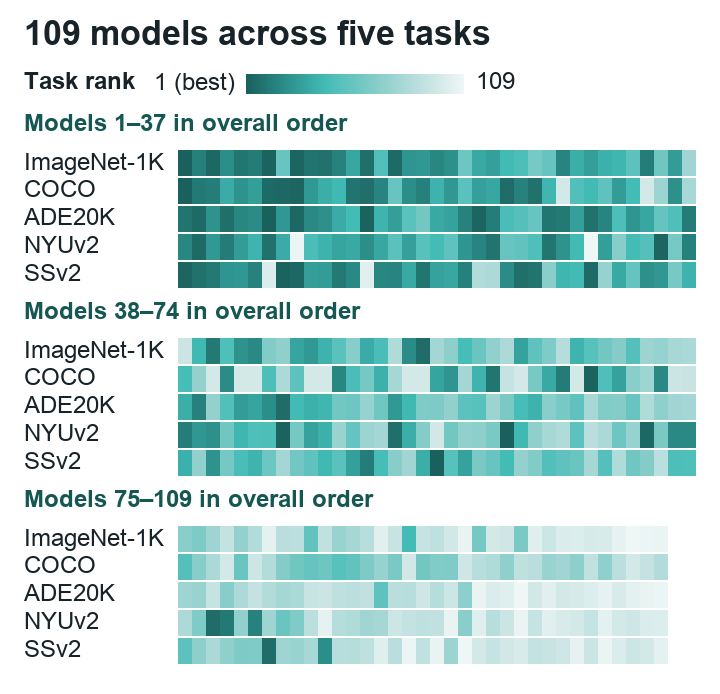 109 models across five tasks
Task rank 1 (best) 109
Models 1–37 in overall order
ImageNet-1K
COCO
ADE20K
NYUv2
SSv2
Models 38–74 in overall order
ImageNet-1K
COCO
ADE20K
NYUv2
SSv2
Models 75–109 in overall order
ImageNet-1K
COCO
ADE20K
NYUv2
SSv2